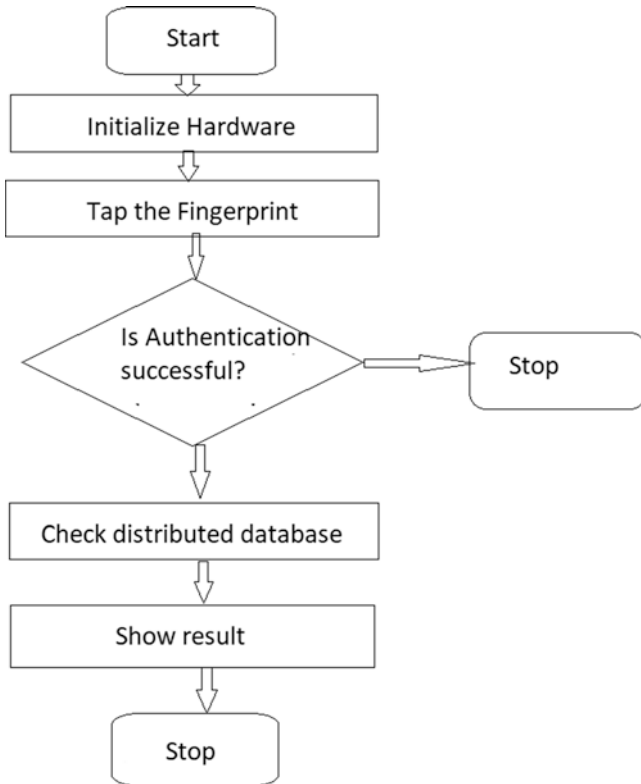 Start
Initialize Hardware
Tap the Fingerprint
Is Authentication
successful?
Stop
Check distributed database
Show result
Stop